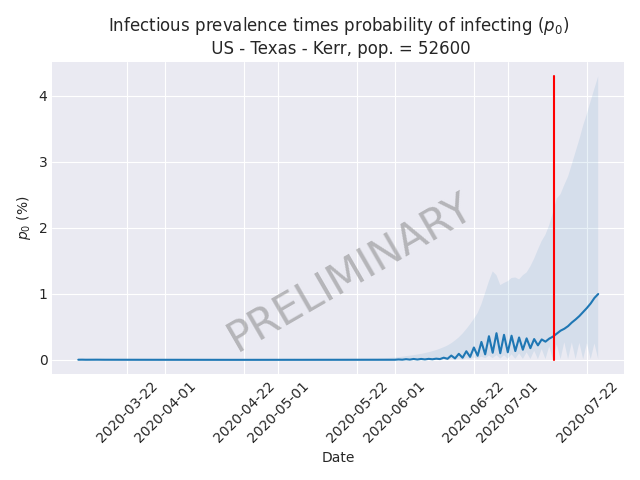 Infectious prevalence times probability of infecting (p₀)
US - Texas - Kerr, pop. = 52600
4
3
2
1
0
p₀ (%)
PRELIMINARY
2020-03-22
2020-04-01
2020-04-22
2020-05-01
2020-05-22
2020-06-01
2020-06-22
2020-07-01
2020-07-22
Date